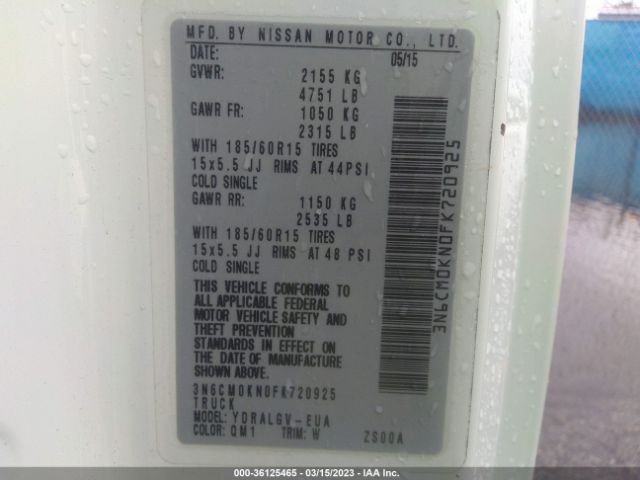 MFD. BY NISSAN MOTOR CO., LTD.
DATE: 05/15
GVWR: 2155 KG
4751 LB
GAWR FR: 1050 KG
2315 LB
WITH 185/60R15 TIRES
15x5.5 JJ RIMS AT 44PSI
COLD SINGLE
GAWR RR: 1150 KG
2535 LB
WITH 185/60R15 TIRES
15x5.5 JJ RIMS AT 48 PSI
COLD SINGLE
THIS VEHICLE CONFORMS TO
ALL APPLICABLE FEDERAL
MOTOR VEHICLE SAFETY AND
THEFT PREVENTION
STANDARDS IN EFFECT ON
THE DATE OF MANUFACTURE
SHOWN ABOVE.
3N6CM0KN0FK720925
TRUCK
MODEL: YDRALGV-EUA
COLOR: QM1 TRIM: W ZS00A
3N6CM0KN0FK720925
000-36125465 - 03/15/2023 - IAA Inc.